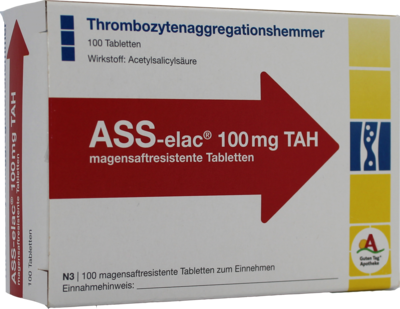 Thrombozytenaggregationshemmer
100 Tabletten
Wirkstoff: Acetylsalicylsäure
ASS-elac® 100 mg TAH
magensaftresistente Tabletten
A
Guten Tag
Apotheke
N3 | 100 magensaftresistente Tabletten zum Einnehmen
Einnahmehinweis:
ASS-elac® 100 mg TAH
magensaftresistente Tabletten
100 Tabletten